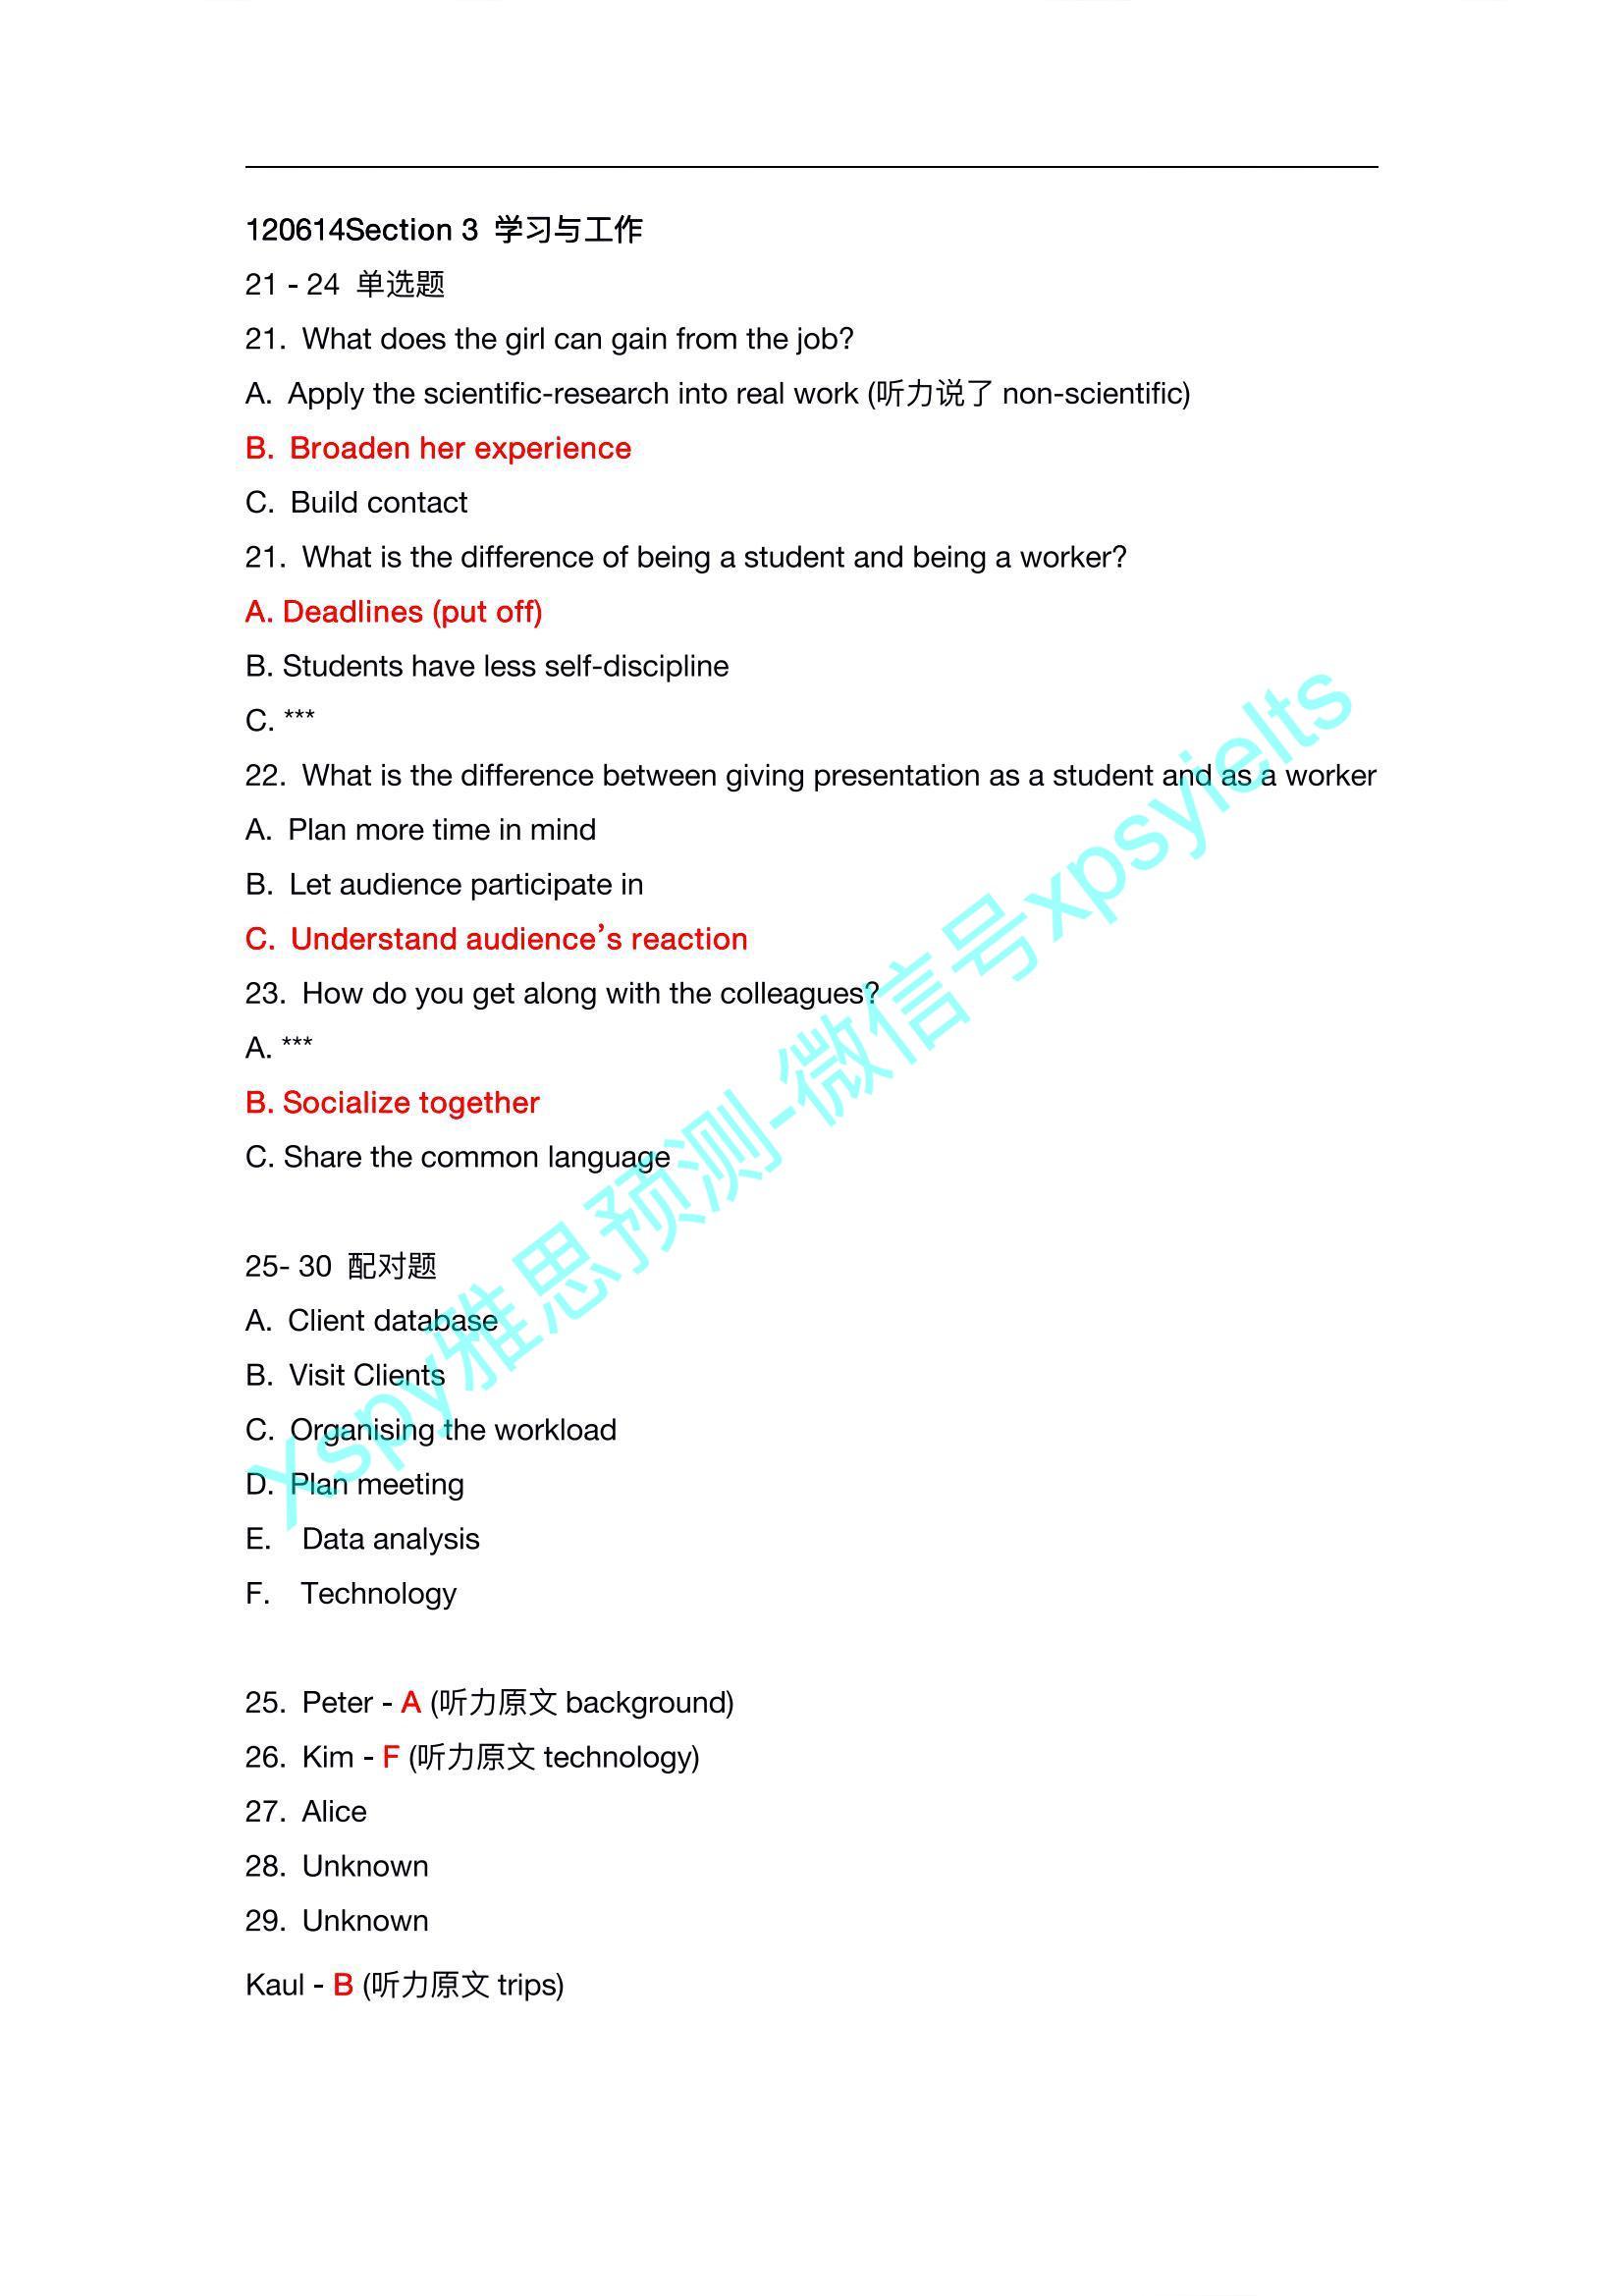 120614Section 3 学习与工作
21 - 24 单选题
21. What does the girl can gain from the job?
A. Apply the scientific-research into real work (听力说了 non-scientific)
B. Broaden her experience
C. Build contact
21. What is the difference of being a student and being a worker?
A. Deadlines (put off)
B. Students have less self-discipline
C. ***
22. What is the difference between giving presentation as a student and as a worker
A. Plan more time in mind
B. Let audience participate in
C. Understand audience’s reaction
23. How do you get along with the colleagues?
A. ***
B. Socialize together
C. Share the common language
25- 30 配对题
A. Client database
B. Visit Clients
C. Organising the workload
D. Plan meeting
E. Data analysis
F. Technology
25. Peter - A (听力原文 background)
26. Kim - F (听力原文 technology)
27. Alice
28. Unknown
29. Unknown
Kaul - B (听力原文 trips)
Xspy雅思预测-微信号xpsyielts